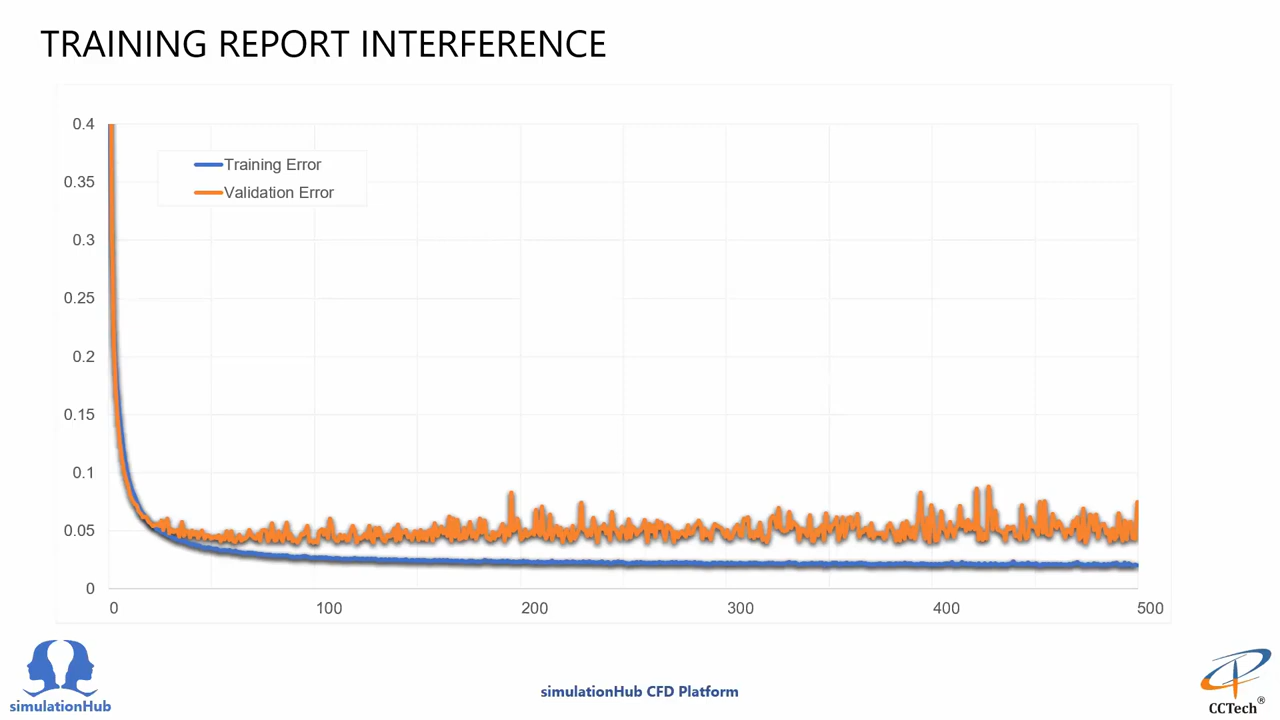 TRAINING REPORT INTERFERENCE
0.4
Training Error
0.35
Validation Error
0.3
0.25
0.2
0.15
0.1
0.05
0
0 100 200 300 400 500
simulationHub
simulationHub CFD Platform
CCTech®